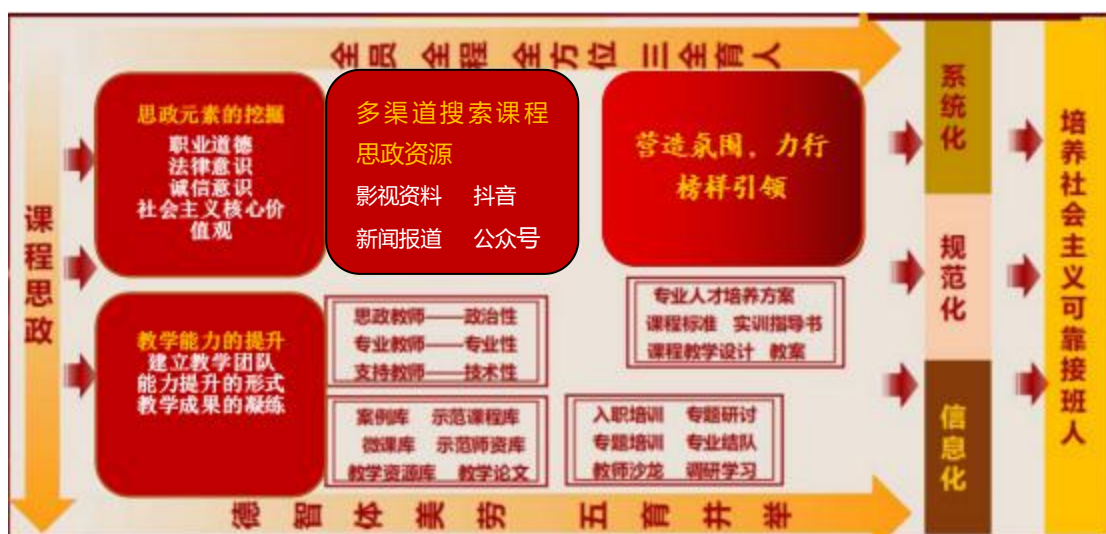 全员 全程 全方位 三全育人
课程思政
思政元素的挖掘
职业道德
法律意识
诚信意识
社会主义核心价
值观
多渠道搜索课程
思政资源
影视资料 抖音
新闻报道 公众号
营造氛围，力行
榜样引领
教学能力的提升
建立教学团队
能力提升的形式
教学成果的凝练
思政教师——政治性
专业教师——专业性
支持教师——技术性
专业人才培养方案
课程标准 实训指导书
课程教学设计 教案
案例库 示范课程库
微课库 示范师资库
教学资源库 教学论文
入职培训 专题研讨
专题培训 专业结队
教师沙龙 调研学习
德智体美劳 五育井举
系统化
规范化
信息化
培养社会主义可靠接班人